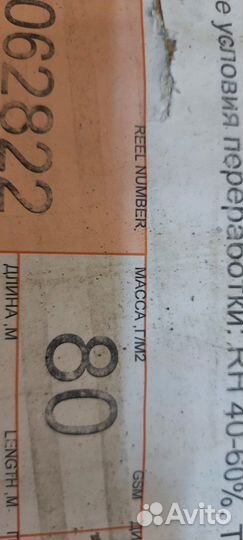 е условия переработки: RH 40-60%, T
REEL NUMBER,
062822
МАССА ,Г/М2
GSM
80
ДЛИНА ,М
LENGTH ,M.
Avito